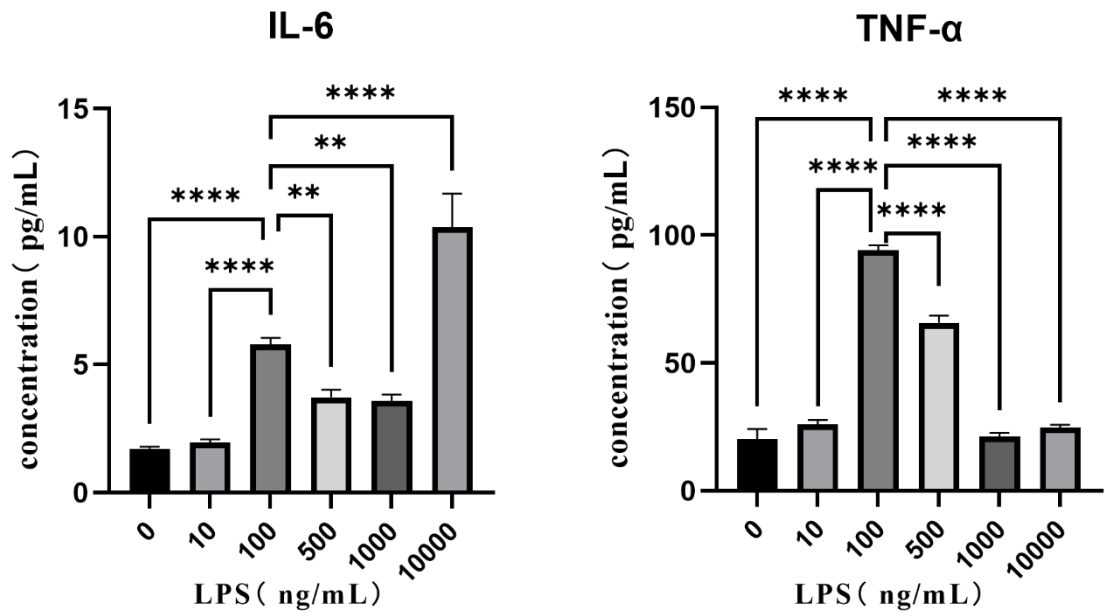 IL-6
****
**
**** **
****
15
10
5
0
concentration( pg/mL)
0 10 100 500 1000 10000
LPS( ng/mL)
TNF-α
**** ****
**** ****
****
150
100
50
0
concentration( pg/mL)
0 10 100 500 1000 10000
LPS( ng/mL)